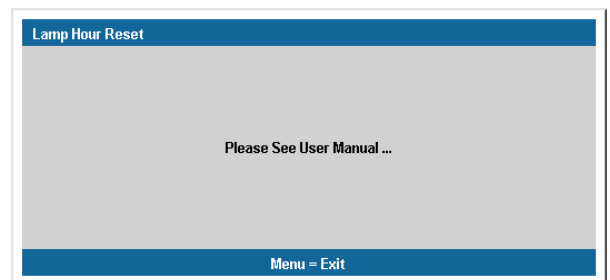 Lamp Hour Reset
Please See User Manual ...
Menu = Exit